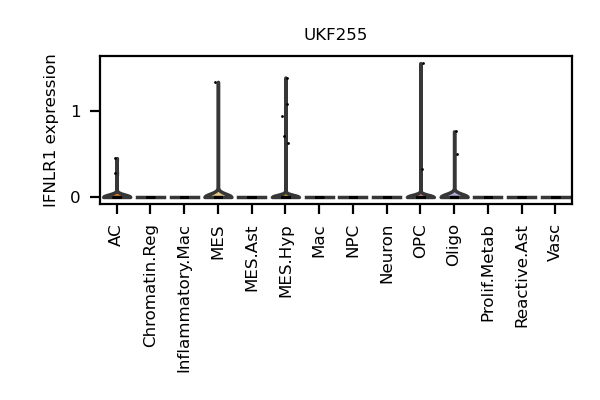 UKF255
IFNLR1 expression
1
0
AC
Chromatin.Reg
Inflammatory.Mac
MES
MES.Ast
MES.Hyp
Mac
NPC
Neuron
OPC
Oligo
Prolif.Metab
Reactive.Ast
Vasc